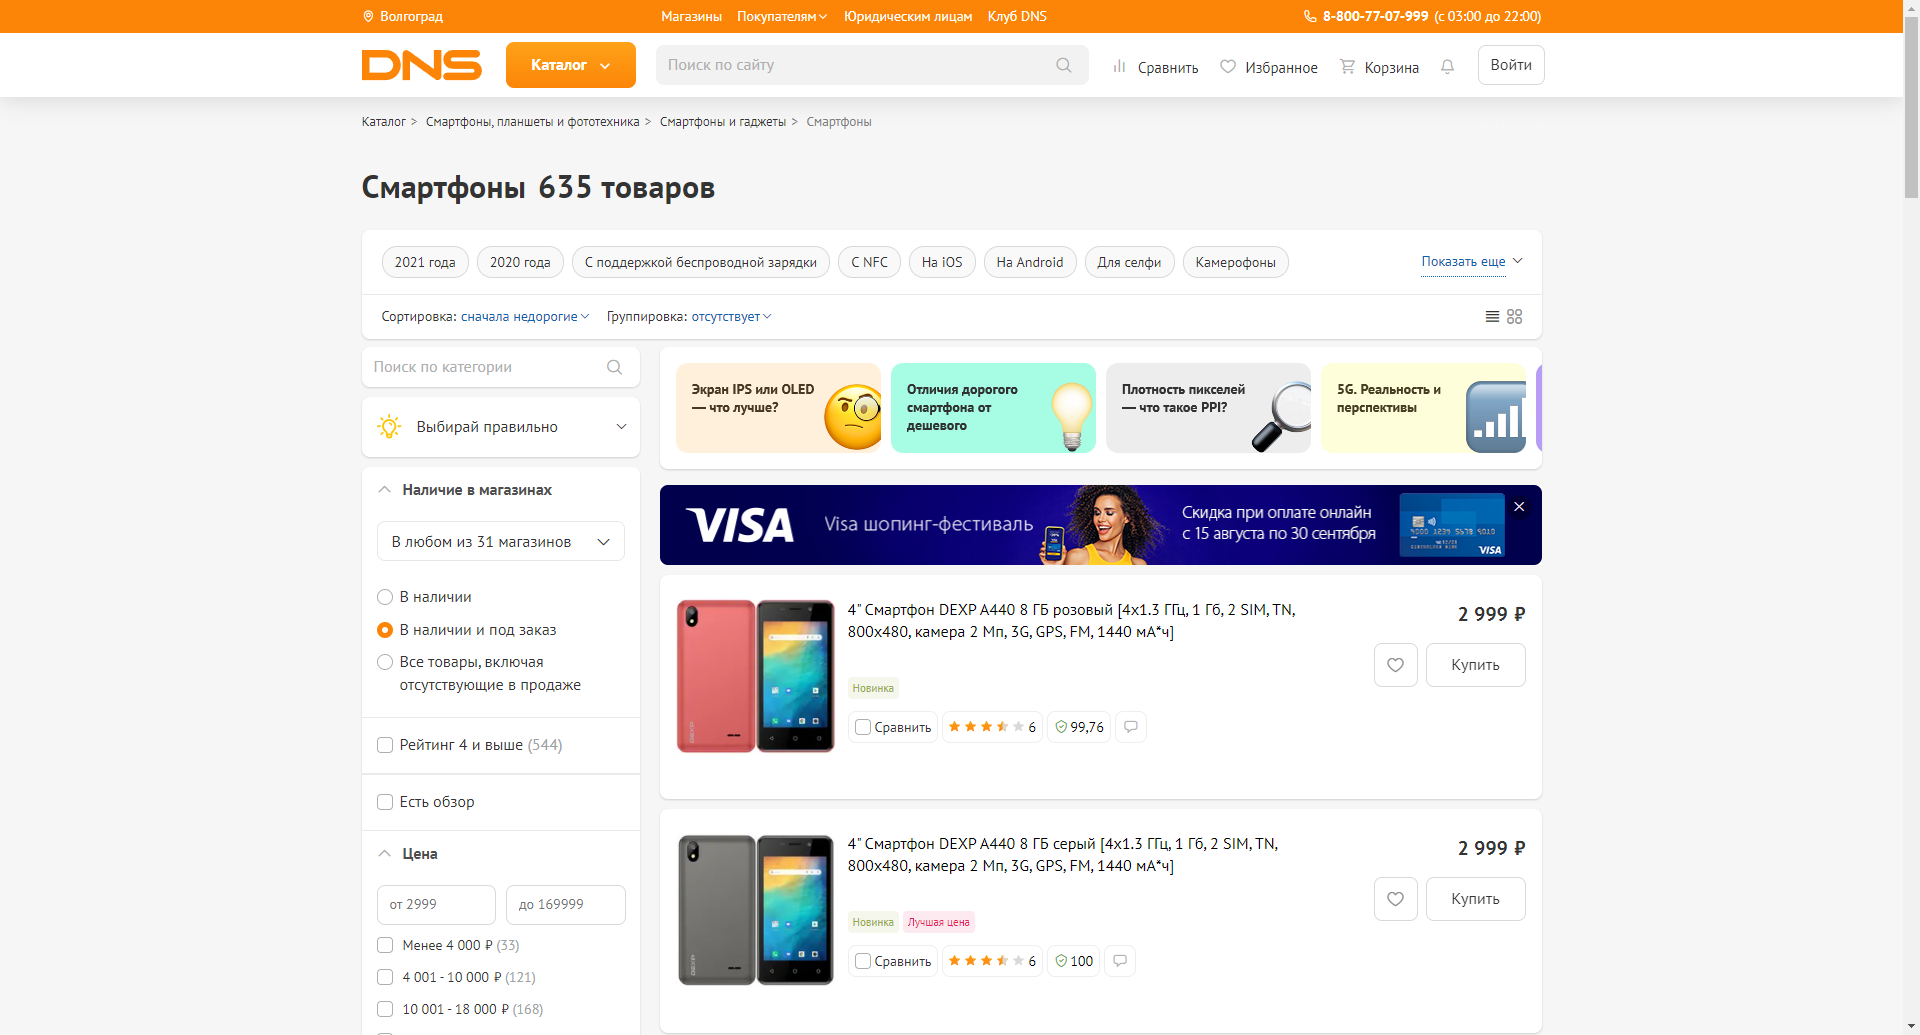 Волгоград
Магазины Покупателям Юридическим лицам Клуб DNS
8-800-77-07-999 (с 03:00 до 22:00)
DNS
Каталог
Поиск по сайту
Сравнить
Избранное
Корзина
Войти
Каталог > Смартфоны, планшеты и фототехника > Смартфоны и гаджеты > Смартфоны
Смартфоны 635 товаров
2021 года
2020 года
С поддержкой беспроводной зарядки
С NFC
На iOS
На Android
Для селфи
Камерофоны
Показать еще
Сортировка: сначала недорогие
Группировка: отсутствует
Поиск по категории
Выбирай правильно
Наличие в магазинах
В любом из 31 магазинов
В наличии
В наличии и под заказ
Все товары, включая
отсутствующие в продаже
Рейтинг 4 и выше (544)
Есть обзор
Цена
от 2999
до 169999
Менее 4 000 ₽ (33)
4 001 - 10 000 ₽ (121)
10 001 - 18 000 ₽ (168)
Экран IPS или OLED
— что лучше?
Отличия дорогого
смартфона от
дешевого
Плотность пикселей
— что такое PPI?
5G. Реальность и
перспективы
VISA
Visa шопинг-фестиваль
Скидка при оплате онлайн
с 15 августа по 30 сентября
VISA
4" Смартфон DEXP A440 8 ГБ розовый [4x1.3 ГГц, 1 Гб, 2 SIM, TN,
800x480, камера 2 Мп, 3G, GPS, FM, 1440 мА*ч]
2 999 ₽
Купить
Новинка
Сравнить
6
99,76
4" Смартфон DEXP A440 8 ГБ серый [4x1.3 ГГц, 1 Гб, 2 SIM, TN,
800x480, камера 2 Мп, 3G, GPS, FM, 1440 мА*ч]
2 999 ₽
Купить
Новинка
Лучшая цена
Сравнить
6
100